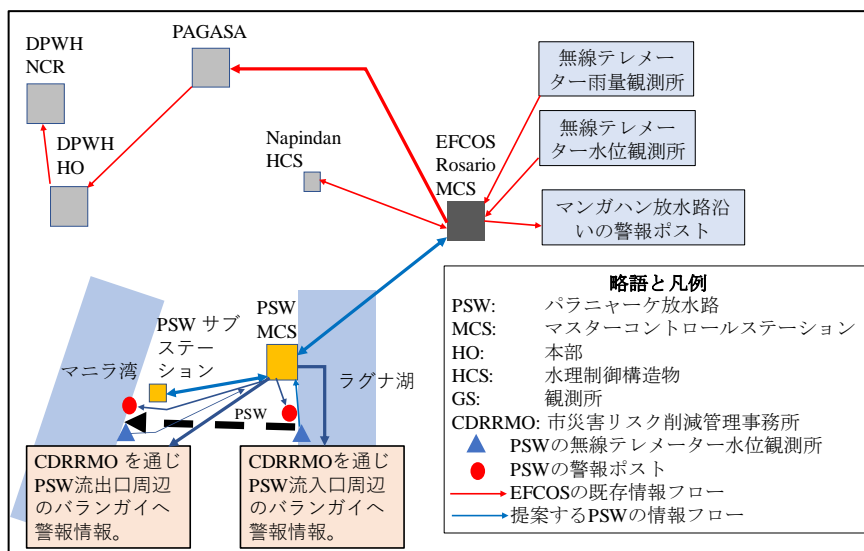 DPWH
NCR
PAGASA
無線テレメー
ター雨量観測所
DPWH
HO
Napindan
HCS
EFCOS
Rosario
MCS
無線テレメー
ター水位観測所
マンガハン放水路沿
いの警報ポスト
PSW サブ
ステー
ション
PSW
MCS
マニラ湾
ラグナ湖
PSW
CDRRMO を通じ
PSW流出口周辺
のバランガイへ
警報情報。
CDRRMOを通じ
PSW流入口周辺
のバランガイへ
警報情報。
略語と凡例
PSW: パラニャーケ放水路
MCS: マスターコントロールステーション
HO: 本部
HCS: 水理制御構造物
GS: 観測所
CDRRMO: 市災害リスク削減管理事務所
PSWの無線テレメーター水位観測所
PSWの警報ポスト
EFCOSの既存情報フロー
提案するPSWの情報フロー